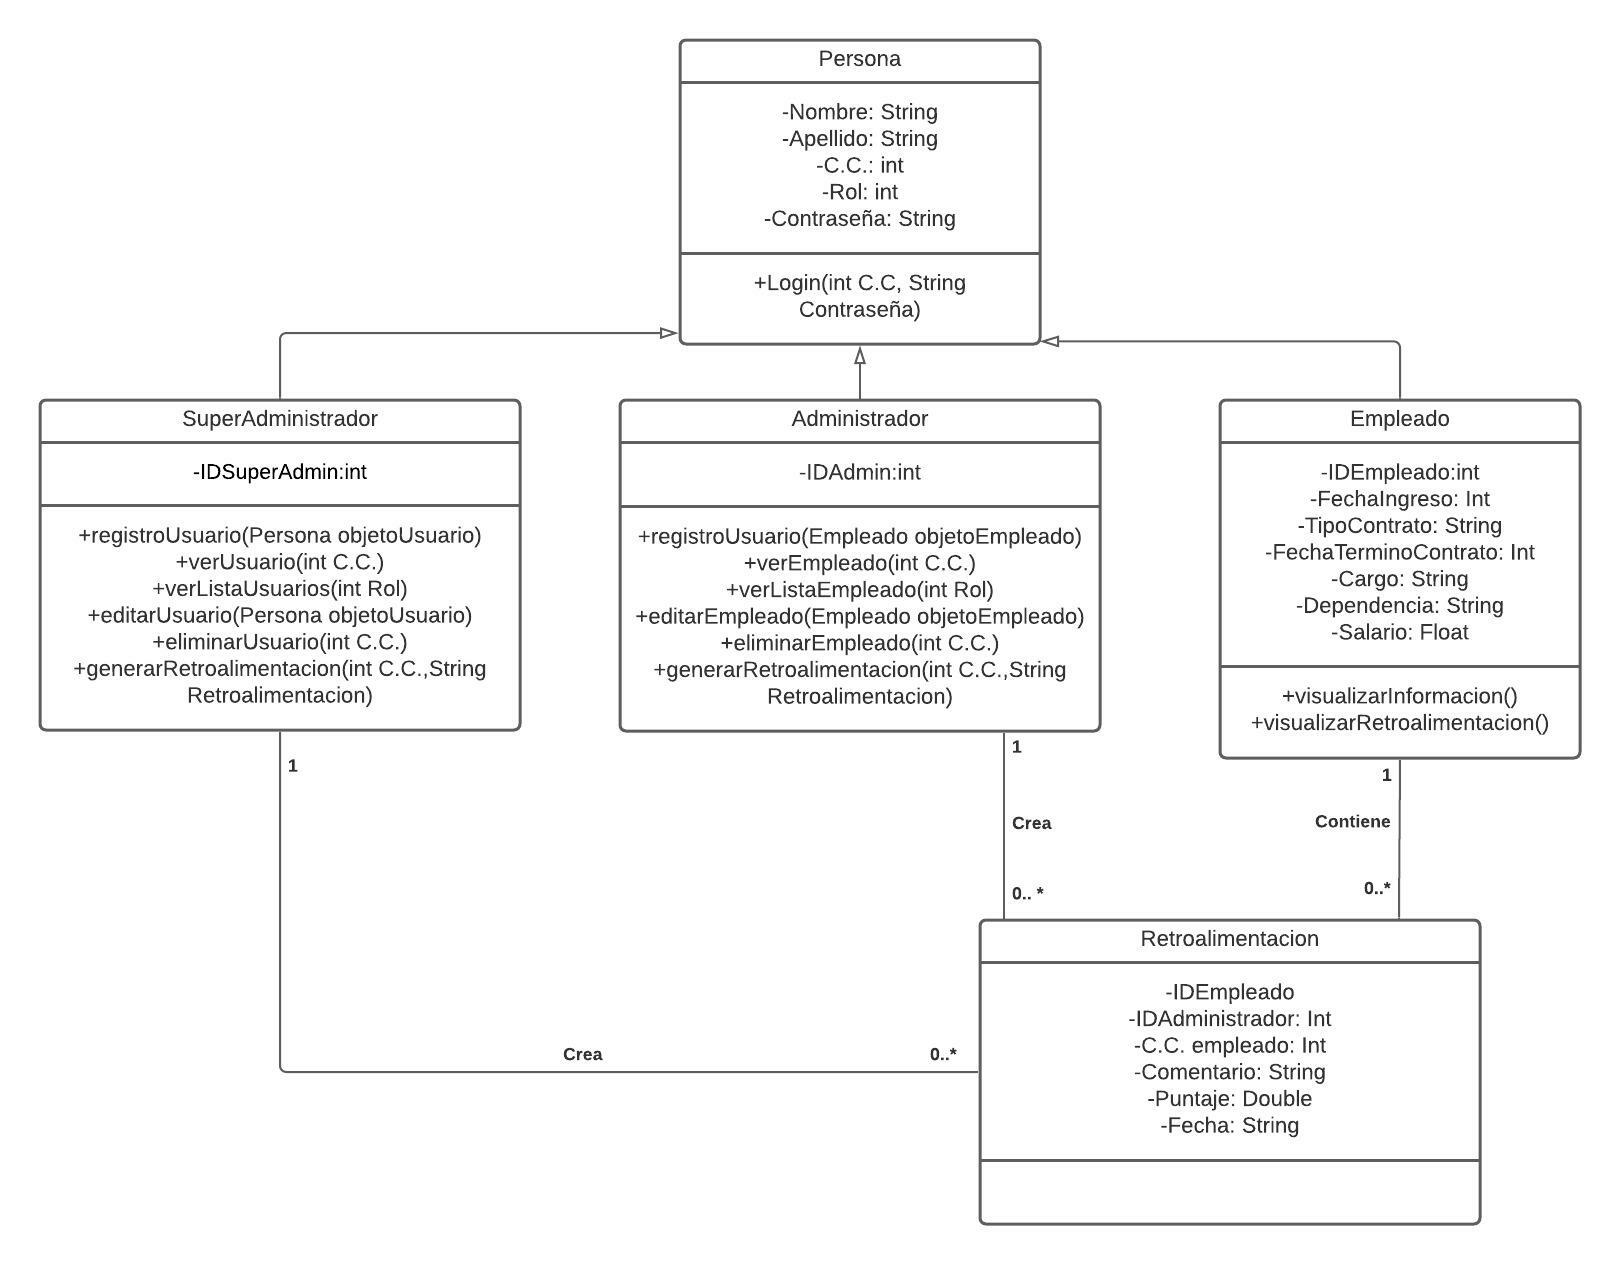 Persona
-Nombre: String
-Apellido: String
-C.C.: int
-Rol: int
-Contraseña: String
+Login(int C.C, String
Contraseña)
SuperAdministrador
-IDSuperAdmin:int
+registroUsuario(Persona objetoUsuario)
+verUsuario(int C.C.)
+verListaUsuarios(int Rol)
+editarUsuario(Persona objetoUsuario)
+eliminarUsuario(int C.C.)
+generarRetroalimentacion(int C.C.,String
Retroalimentacion)
Administrador
-IDAdmin:int
+registroUsuario(Empleado objetoEmpleado)
+verEmpleado(int C.C.)
+verListaEmpleado(int Rol)
+editarEmpleado(Empleado objetoEmpleado)
+eliminarEmpleado(int C.C.)
+generarRetroalimentacion(int C.C.,String
Retroalimentacion)
Empleado
-IDEmpleado:int
-FechaIngreso: Int
-TipoContrato: String
-FechaTerminoContrato: Int
-Cargo: String
-Dependencia: String
-Salario: Float
+visualizarInformacion()
+visualizarRetroalimentacion()
1
1
1
Crea
Contiene
0.. *
0..*
Crea
0..*
Retroalimentacion
-IDEmpleado
-IDAdministrador: Int
-C.C. empleado: Int
-Comentario: String
-Puntaje: Double
-Fecha: String